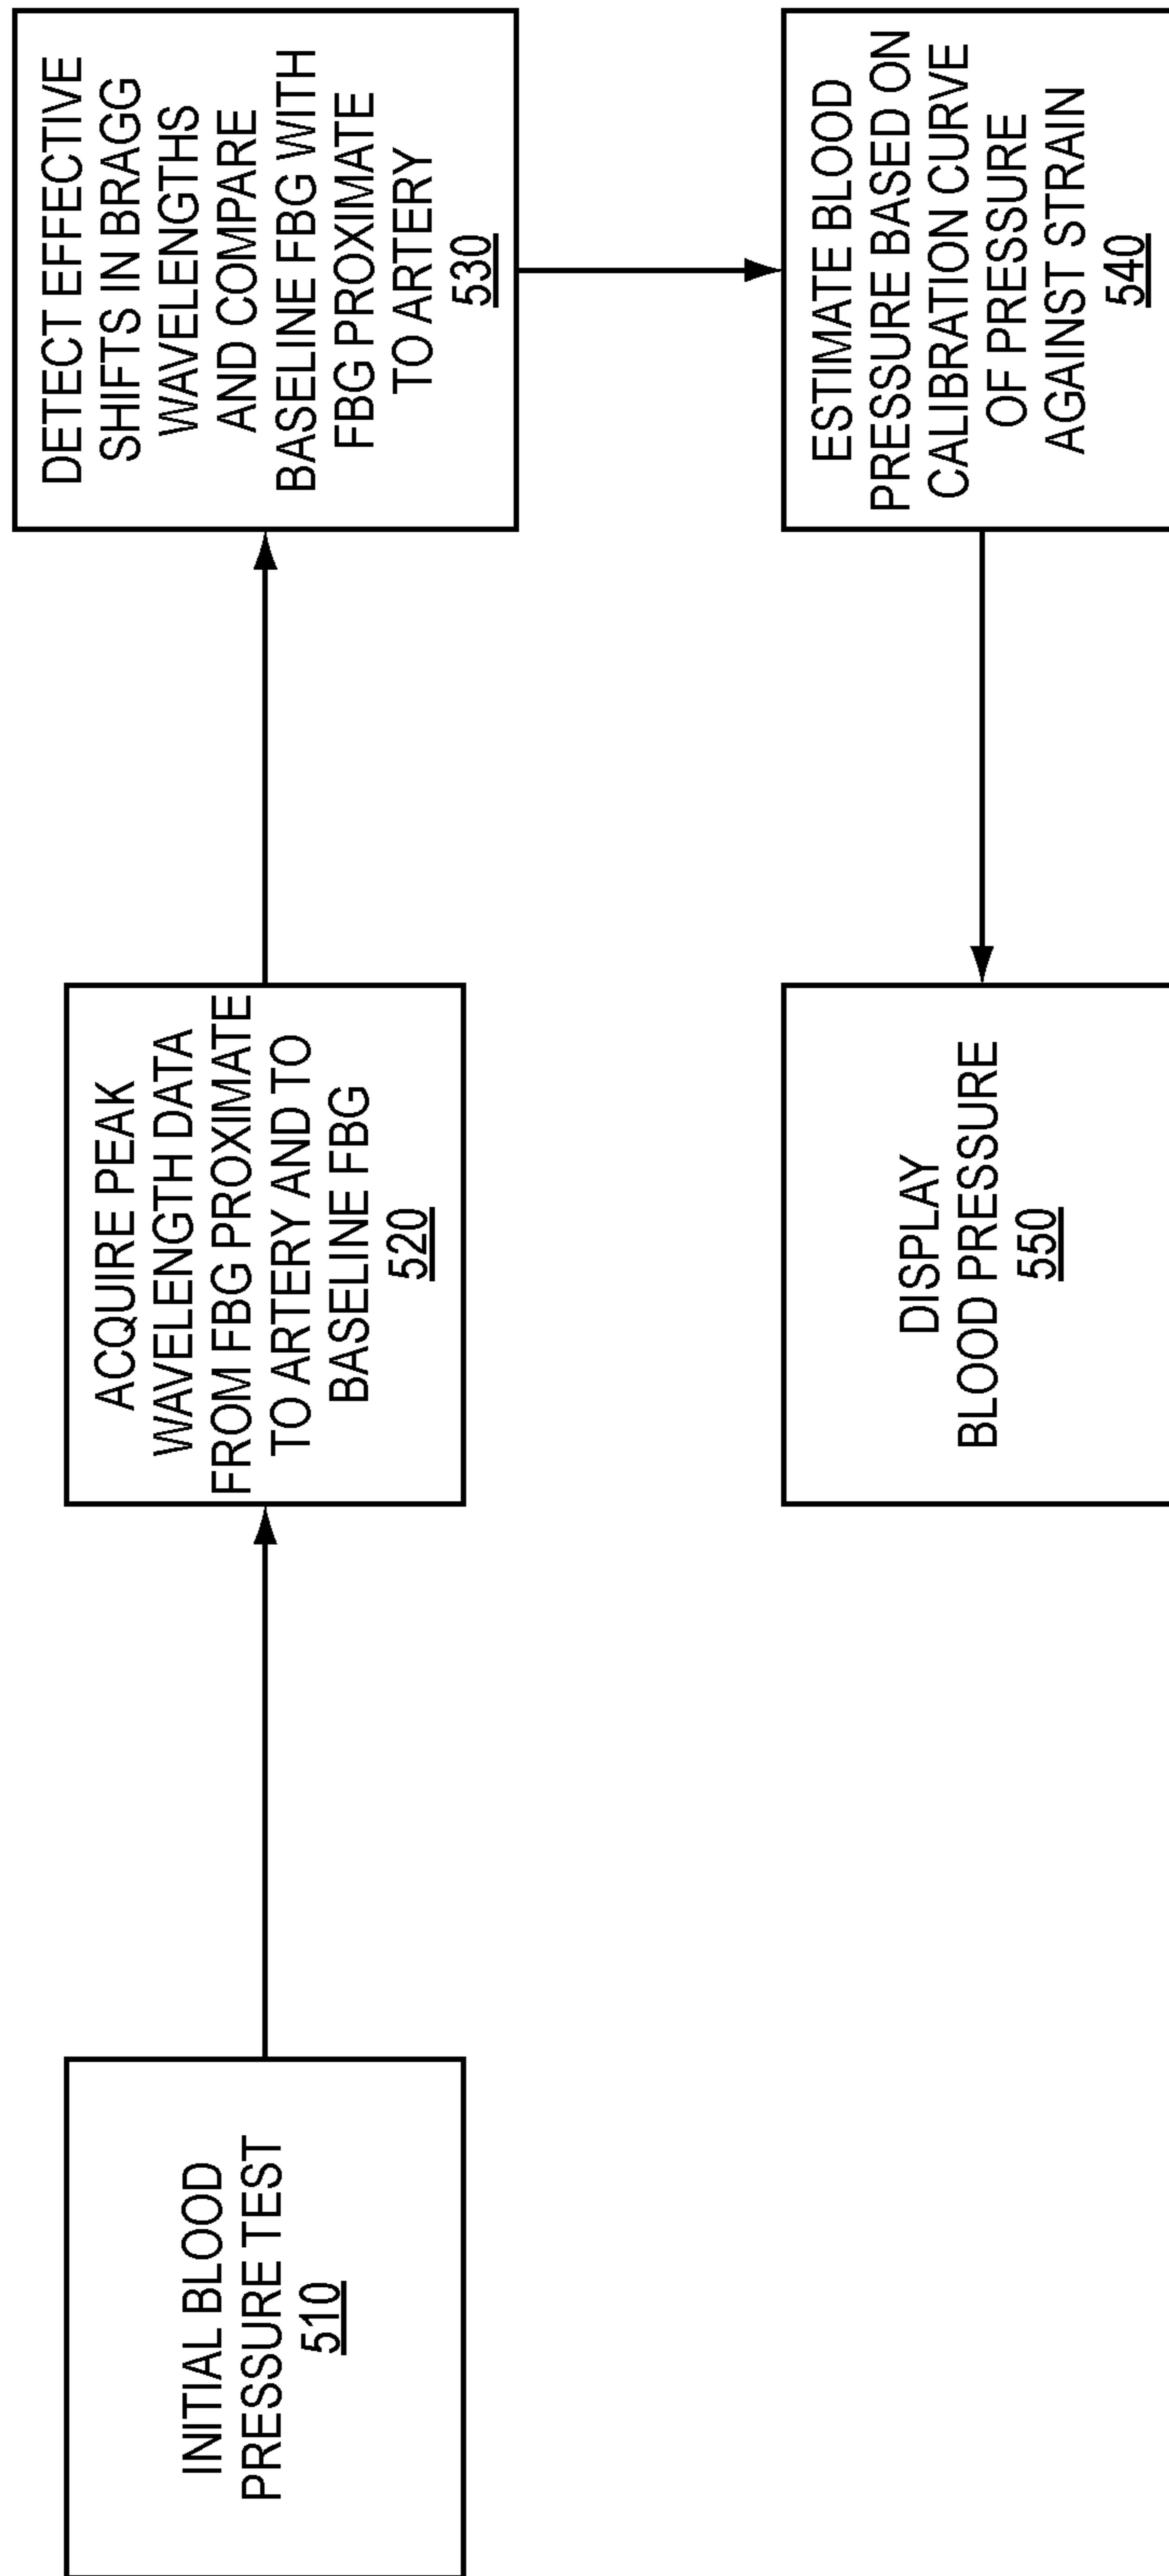 INITIAL BLOOD
PRESSURE TEST
510
ACQUIRE PEAK
WAVELENGTH DATA
FROM FBG PROXIMATE
TO ARTERY AND TO
BASELINE FBG
520
DETECT EFFECTIVE
SHIFTS IN BRAGG
WAVELENGTHS
AND COMPARE
BASELINE FBG WITH
FBG PROXIMATE
TO ARTERY
530
ESTIMATE BLOOD
PRESSURE BASED ON
CALIBRATION CURVE
OF PRESSURE
AGAINST STRAIN
540
DISPLAY
BLOOD PRESSURE
550